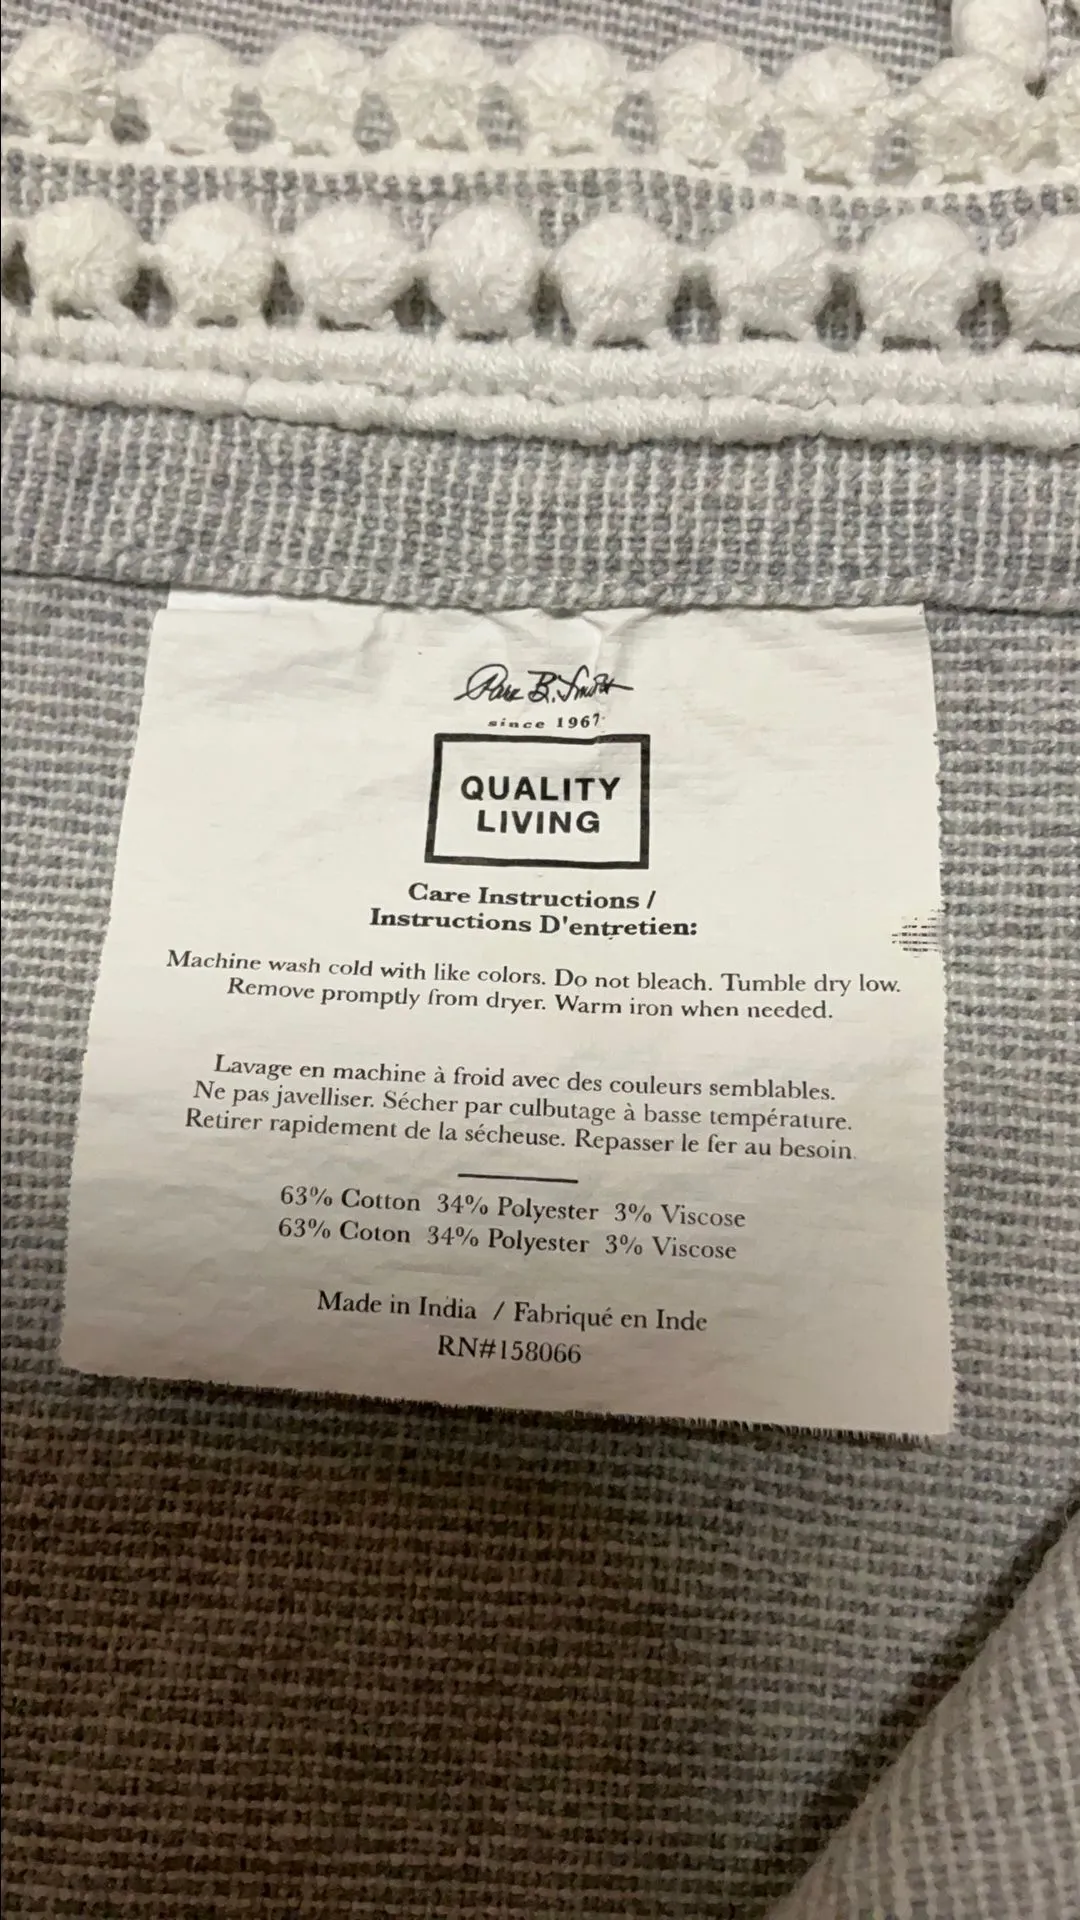 Park B. Smith
since 1967
QUALITY
LIVING
Care Instructions /
Instructions D'entretien:
Machine wash cold with like colors. Do not bleach. Tumble dry low.
Remove promptly from dryer. Warm iron when needed.
Lavage en machine à froid avec des couleurs semblables.
Ne pas javelliser. Sécher par culbutage à basse température.
Retirer rapidement de la sécheuse. Repasser le fer au besoin.
63% Cotton 34% Polyester 3% Viscose
63% Coton 34% Polyester 3% Viscose
Made in India / Fabriqué en Inde
RN#158066